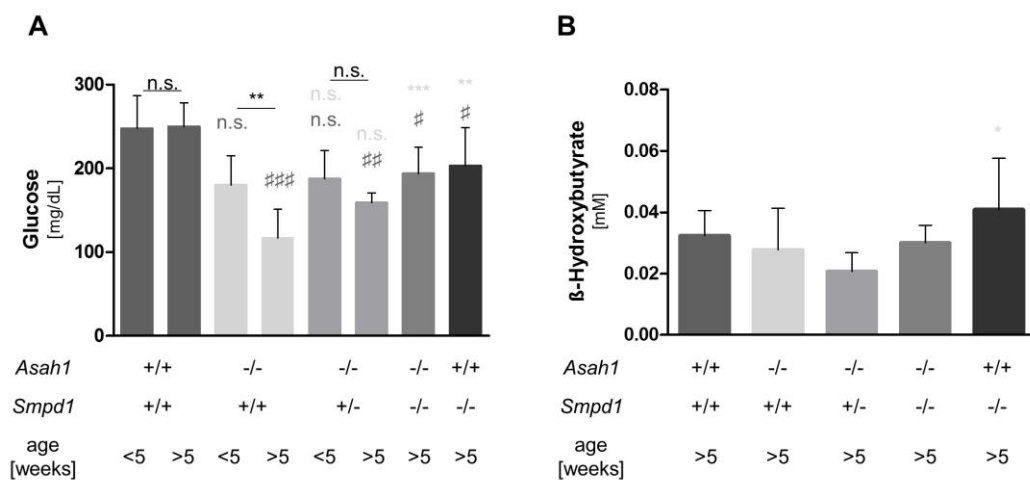 A
B
Glucose
[mg/dL]
300
200
100
0
n.s.
n.s.
**
♯♯♯
n.s.
n.s.
n.s.
n.s.
♯♯
***
♯
**
♯
Asah1 +/+ -/- -/- -/- +/+
Smpd1 +/+ +/+ +/- -/- -/-
age
[weeks] <5 >5 <5 >5 <5 >5 >5 >5
ß-Hydroxybutyrate
[mM]
0.08
0.06
0.04
0.02
0.00
*
Asah1 +/+ -/- -/- -/- +/+
Smpd1 +/+ +/+ +/- -/- -/-
age
[weeks] >5 >5 >5 >5 >5